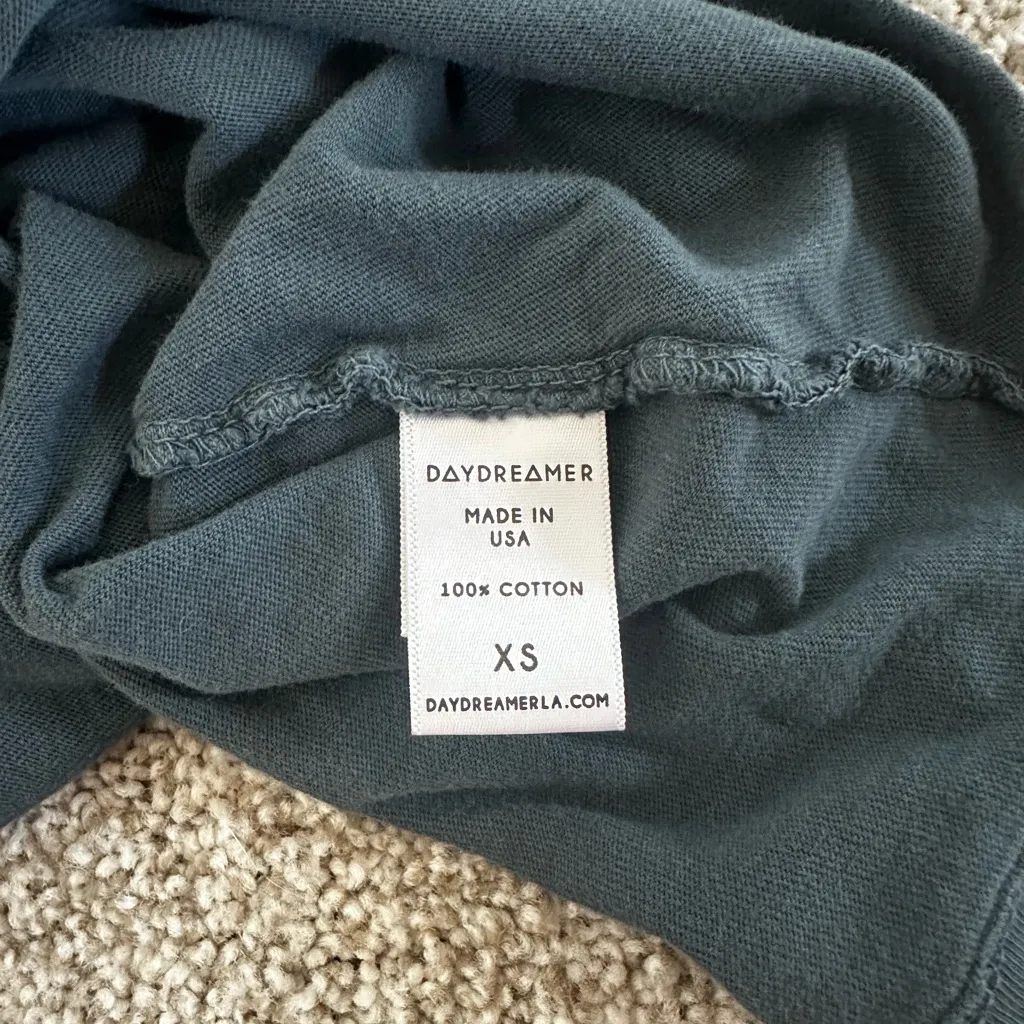 DAYDREAMER
MADE IN
USA
100% COTTON
XS
DAYDREAMERLA.COM